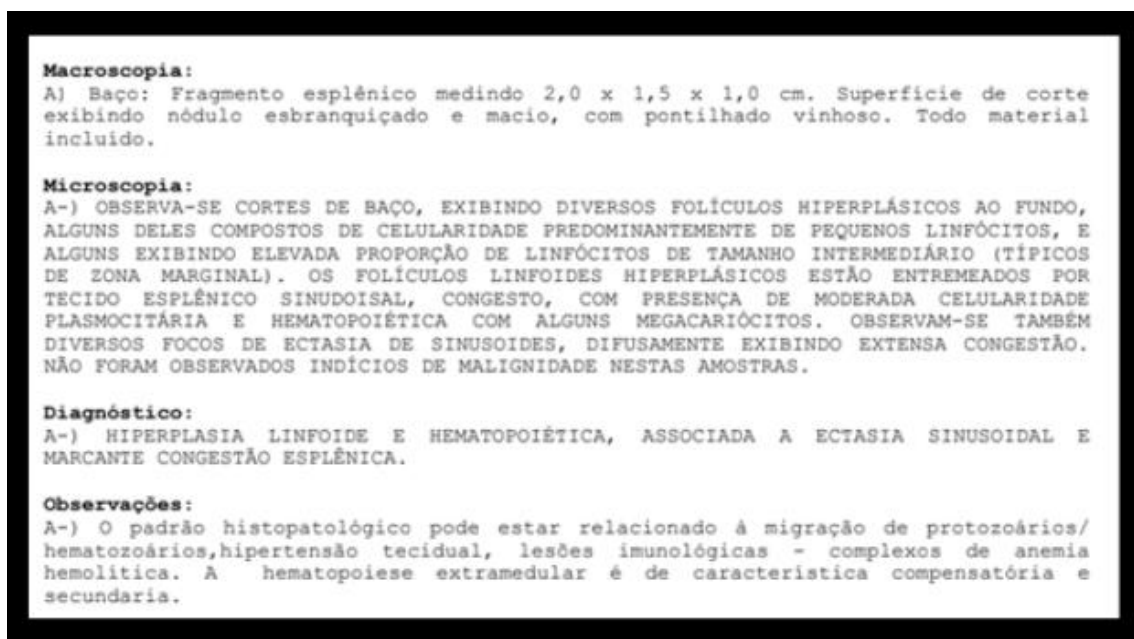 Macroscopia:
A) Baço: Fragmento esplênico medindo 2,0 x 1,5 x 1,0 cm. Superfície de corte
exibindo nódulo esbranquiçado e macio, com pontilhado vinhoso. Todo material
incluído.
Microscopia:
A-) OBSERVA-SE CORTES DE BAÇO, EXIBINDO DIVERSOS FOLÍCULOS HIPERPLÁSICOS AO FUNDO,
ALGUNS DELES COMPOSTOS DE CELULARIDADE PREDOMINANTEMENTE DE PEQUENOS LINFÓCITOS, E
ALGUNS EXIBINDO ELEVADA PROPORÇÃO DE LINFÓCITOS DE TAMANHO INTERMEDIÁRIO (TÍPICOS
DE ZONA MARGINAL). OS FOLÍCULOS LINFOIDES HIPERPLÁSICOS ESTÃO ENTREMEADOS POR
TECIDO ESPLÊNICO SINUDOISAL, CONGESTO, COM PRESENÇA DE MODERADA CELULARIDADE
PLASMOCITÁRIA E HEMATOPOIÉTICA COM ALGUNS MEGACARIÓCITOS. OBSERVAM-SE TAMBÉM
DIVERSOS FOCOS DE ECTASIA DE SINUSOIDES, DIFUSAMENTE EXIBINDO EXTENSA CONGESTÃO.
NÃO FORAM OBSERVADOS INDÍCIOS DE MALIGNIDADE NESTAS AMOSTRAS.
Diagnóstico:
A-) HIPERPLASIA LINFOIDE E HEMATOPOIÉTICA, ASSOCIADA A ECTASIA SINUSOIDAL E
MARCANTE CONGESTÃO ESPLÊNICA.
Observações:
A-) O padrão histopatológico pode estar relacionado à migração de protozoários/
hematozoários,hipertensão tecidual, lesões imunológicas - complexos de anemia
hemolítica. A hematopoiese extramedular é de característica compensatória e
secundaria.